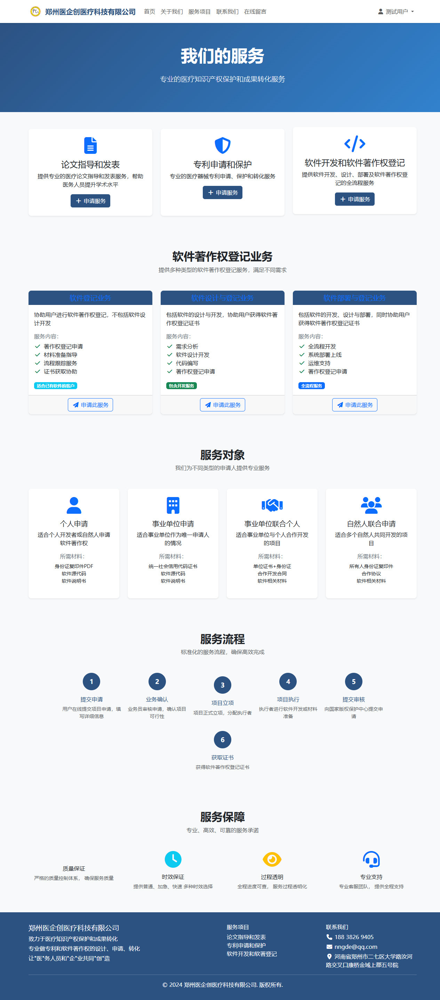 郑州医企创医疗科技有限公司 首页 关于我们 服务项目 联系我们 在线留言 测试用户
我们的服务
专业的医疗知识产权保护和成果转化服务
论文指导和发表
提供专业的医疗论文指导和发表服务，帮助
医务人员提升学术水平
申请服务
专利申请和保护
专业的医疗器械专利申请、保护和转化服务
申请服务
软件开发和软件著作权登记
提供软件开发、设计、部署及软件著作权登
记的全流程服务
申请服务
软件著作权登记业务
提供多种类型的软件著作权登记服务，满足不同需求
软件登记业务
协助用户进行软件著作权登记，不包括软件设
计开发
服务内容：
著作权登记申请
材料准备指导
流程跟踪服务
证书获取协助
适合已有软件的客户
申请此服务
软件设计与登记业务
包括软件的设计与开发，协助用户获得软件著
作权登记证书
服务内容：
需求分析
软件设计开发
代码编写
著作权登记申请
包含开发服务
申请此服务
软件部署与登记业务
包括软件的开发、设计与部署，同时协助用户
获得软件著作权登记证书
服务内容：
全流程开发
系统部署上线
运维支持
著作权登记申请
全流程服务
申请此服务
服务对象
我们为不同类型的申请人提供专业服务
个人申请
适合个人开发者或自然人申请
软件著作权
所需材料：
身份证复印件PDF
软件源代码
软件说明书
事业单位申请
适合事业单位作为唯一申请人
的情况
所需材料：
统一社会信用代码证书
软件源代码
软件说明书
事业单位联合个人
适合事业单位与个人合作开发
的项目
所需材料：
单位证书+身份证
合作开发合同
软件相关材料
自然人联合申请
适合多个自然人共同开发的项
目
所需材料：
所有人身份证复印件
合作协议
软件相关材料
服务流程
标准化的服务流程，确保高效完成
1
提交申请
用户在线提交项目申请，填
写详细信息
2
业务确认
业务员审核申请，确认项目
可行性
3
项目立项
项目正式立项，分配执行者
4
项目执行
执行者进行软件开发或材料
准备
5
提交审核
向国家版权保护中心提交申
请
6
获取证书
获得软件著作权登记证书
服务保障
专业、高效、可靠的服务承诺
质量保证
严格的质量控制体系， 确保服务质量
时效保证
提供普通、加急、快速 多种时效选择
过程透明
全程进度可查， 服务过程透明化
专业支持
专业客服团队， 提供全程支持
郑州医企创医疗科技有限公司
致力于医疗知识产权保护和成果转化
专业做专利和软件著作权的设计、申请、转化
让"医"务人员和"企"业共同"创"造
服务项目
论文指导和发表
专利申请和保护
软件开发和软著登记
联系我们
188 3826 9405
nngde@qq.com
河南省郑州市二七区大学路汝河
路交叉口康桥金域上郡五号院
© 2024 郑州医企创医疗科技有限公司. 版权所有.